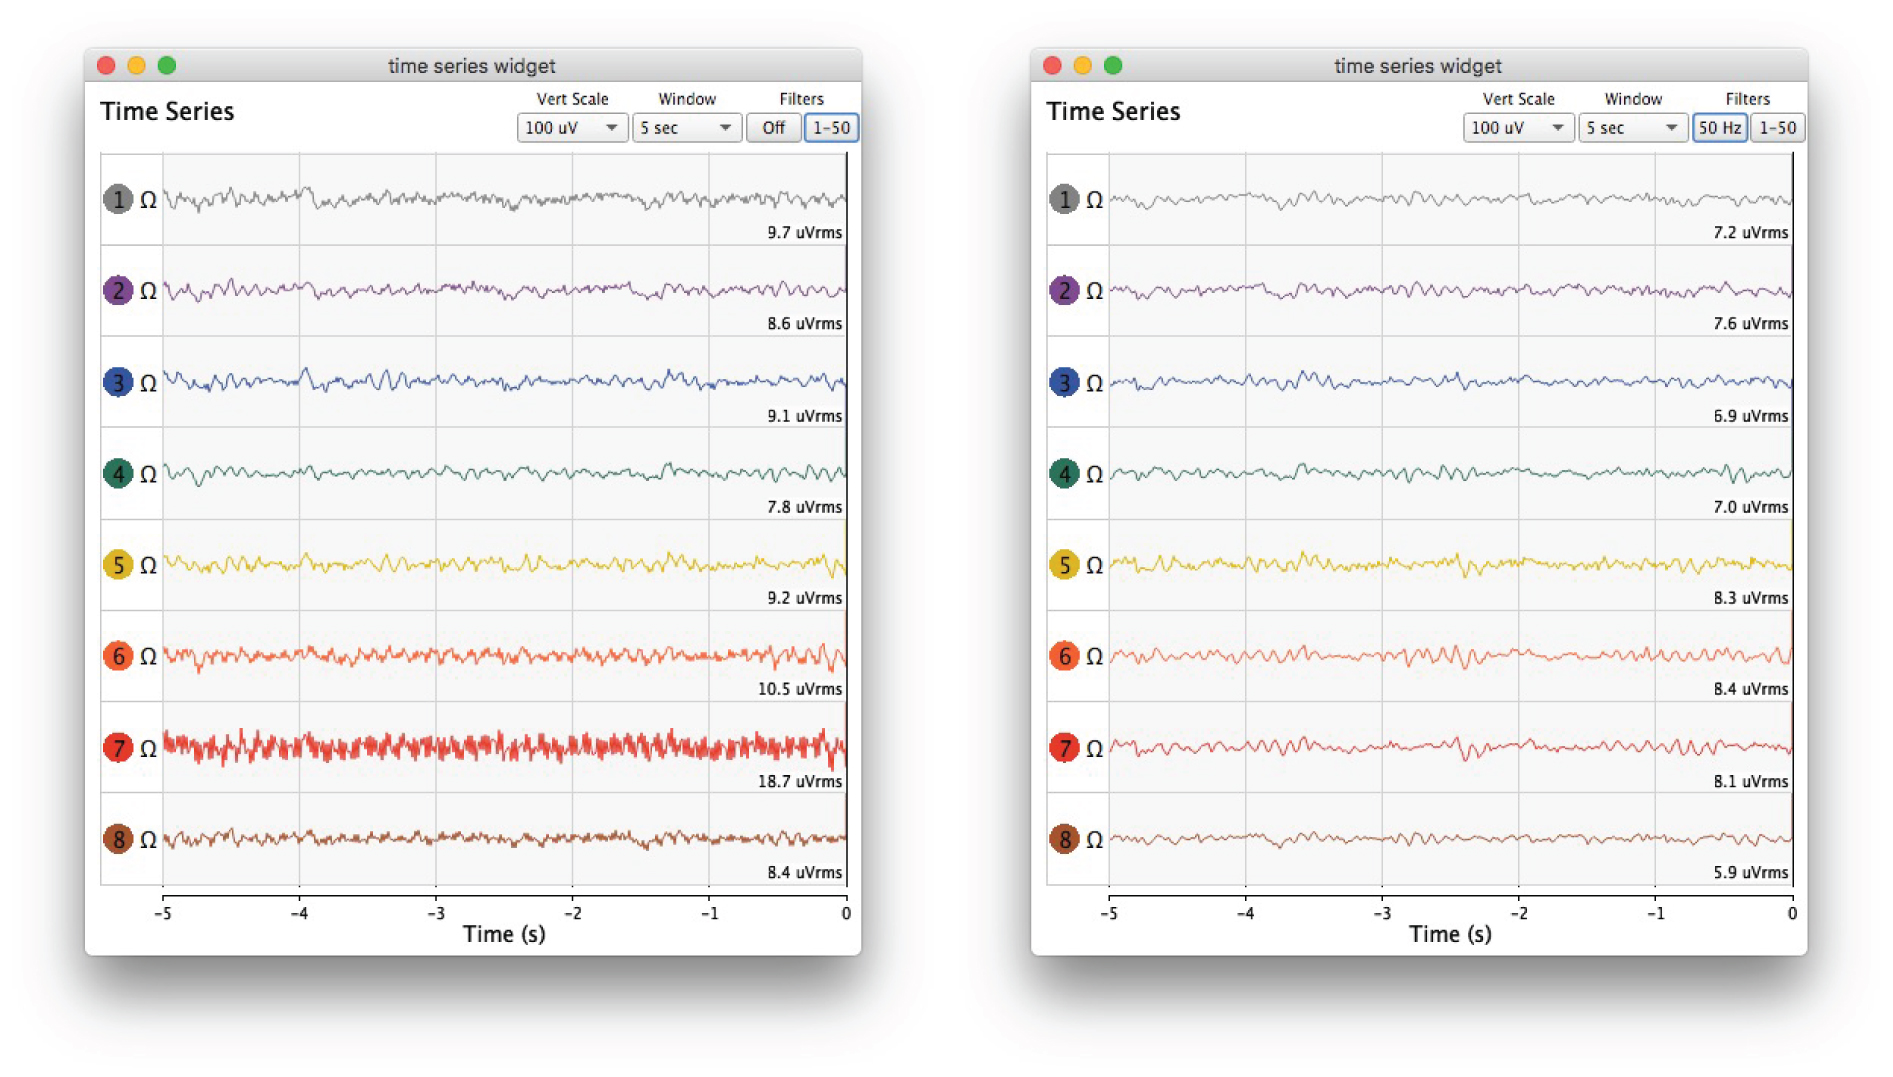 time series widget
Time Series
Vert Scale Window Filters
100 uV 5 sec Off 1-50
1 Ω
9.7 uVrms
2 Ω
8.6 uVrms
3 Ω
9.1 uVrms
4 Ω
7.8 uVrms
5 Ω
9.2 uVrms
6 Ω
10.5 uVrms
7 Ω
18.7 uVrms
8 Ω
8.4 uVrms
-5 -4 -3 -2 -1 0
Time (s)
time series widget
Time Series
Vert Scale Window Filters
100 uV 5 sec 50 Hz 1-50
1 Ω
7.2 uVrms
2 Ω
7.6 uVrms
3 Ω
6.9 uVrms
4 Ω
7.0 uVrms
5 Ω
8.3 uVrms
6 Ω
8.4 uVrms
7 Ω
8.1 uVrms
8 Ω
5.9 uVrms
-5 -4 -3 -2 -1 0
Time (s)